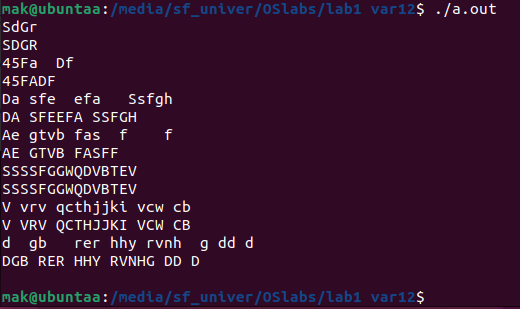 mak@ubuntaa:/media/sf_univer/OSlabs/lab1 var12$ ./a.out
SdGr
SDGR
45Fa  Df
45FADF
Da sfe  efa   Ssfgh
DA SFEEFA SSFGH
Ae gtvb fas  f    f
AE GTVB FASFF
SSSSFGGWQDVBTEV
SSSSFGGWQDVBTEV
V vrv qcthjjki vcw cb
V VRV QCTHJJKI VCW CB
d  gb   rer hhy rvnh  g dd d
DGB RER HHY RVNHG DD D
mak@ubuntaa:/media/sf_univer/OSlabs/lab1 var12$